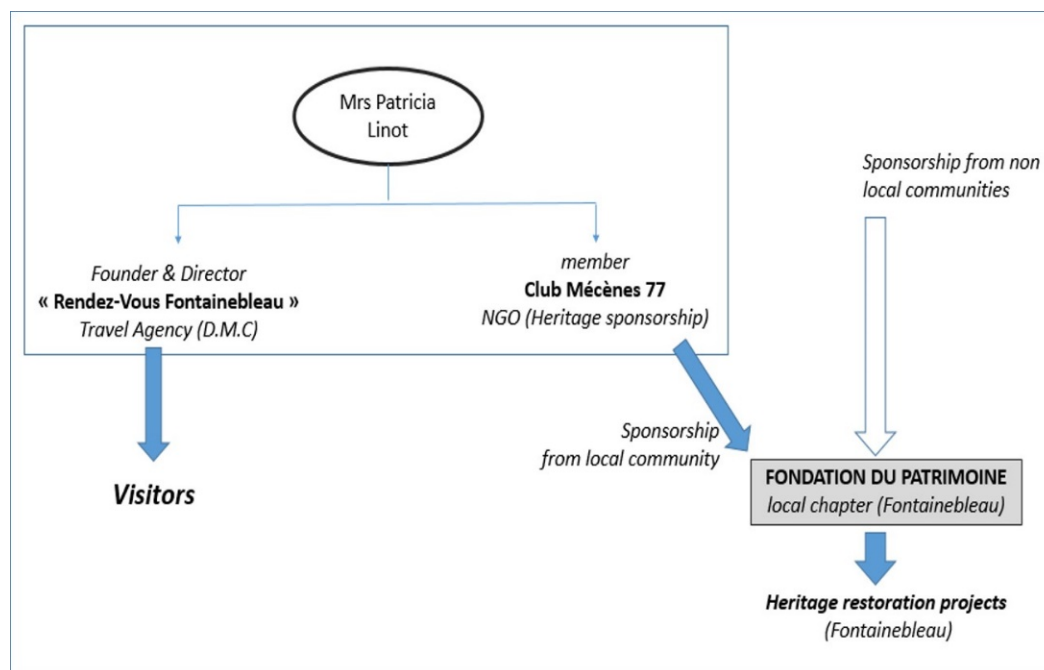 Mrs Patricia
Linot
Sponsorship from non
local communities
Founder & Director
« Rendez-Vous Fontainebleau »
Travel Agency (D.M.C)
member
Club Mécènes 77
NGO (Heritage sponsorship)
Sponsorship
from local community
Visitors
FONDATION DU PATRIMOINE
local chapter (Fontainebleau)
Heritage restoration projects
(Fontainebleau)